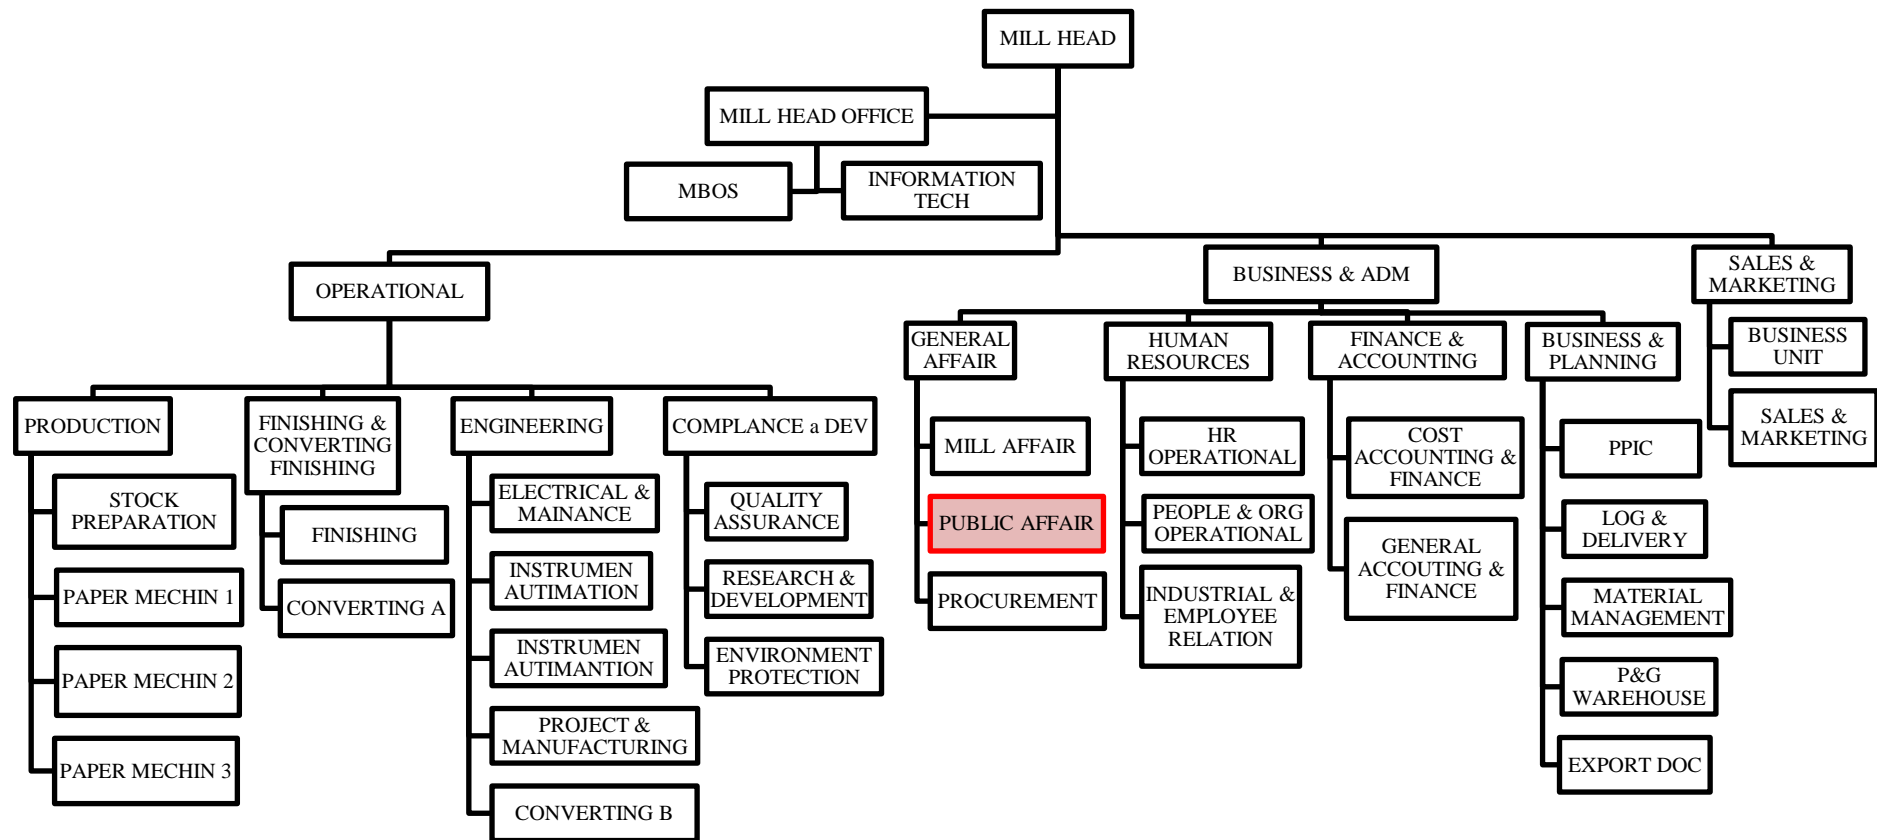 MILL HEAD
MILL HEAD OFFICE
MBOS
INFORMATION
TECH
OPERATIONAL
BUSINESS & ADM
SALES &
MARKETING
PRODUCTION
STOCK
PREPARATION
PAPER MECHIN 1
PAPER MECHIN 2
PAPER MECHIN 3
FINISHING &
CONVERTING
FINISHING
FINISHING
CONVERTING A
ENGINEERING
ELECTRICAL &
MAINANCE
INSTRUMEN
AUTIMATION
INSTRUMEN
AUTIMANTION
PROJECT &
MANUFACTURING
CONVERTING B
COMPLANCE a DEV
QUALITY
ASSURANCE
RESEARCH &
DEVELOPMENT
ENVIRONMENT
PROTECTION
GENERAL
AFFAIR
MILL AFFAIR
PUBLIC AFFAIR
PROCUREMENT
HUMAN
RESOURCES
HR
OPERATIONAL
PEOPLE & ORG
OPERATIONAL
INDUSTRIAL &
EMPLOYEE
RELATION
FINANCE &
ACCOUNTING
COST
ACCOUNTING &
FINANCE
GENERAL
ACCOUTING &
FINANCE
BUSINESS &
PLANNING
PPIC
LOG &
DELIVERY
MATERIAL
MANAGEMENT
P&G
WAREHOUSE
EXPORT DOC
BUSINESS
UNIT
SALES &
MARKETING